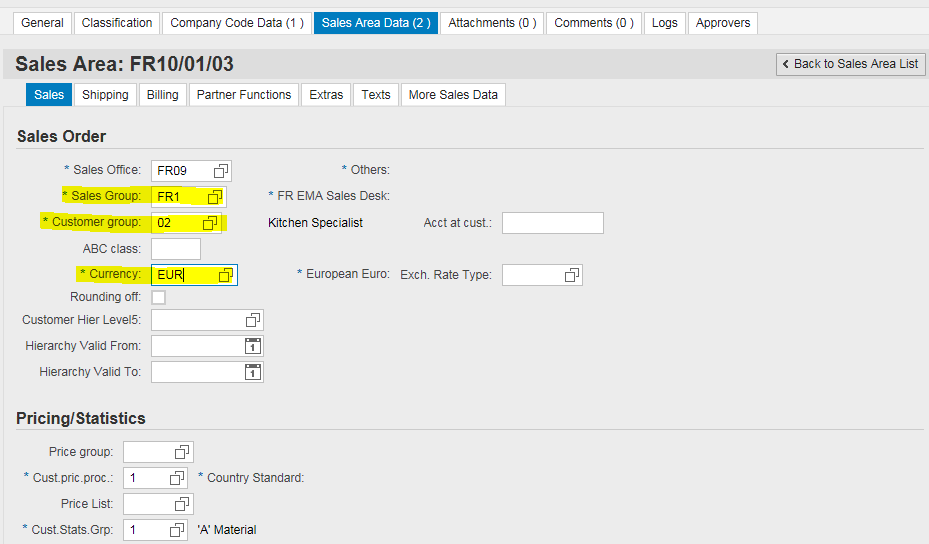 General Classification Company Code Data (1 ) Sales Area Data (2 ) Attachments (0 ) Comments (0 ) Logs Approvers
Sales Area: FR10/01/03 Back to Sales Area List
Sales Shipping Billing Partner Functions Extras Texts More Sales Data
Sales Order
* Sales Office: FR09 * Others:
* Sales Group: FR1 * FR EMA Sales Desk:
* Customer group: 02 Kitchen Specialist Acct at cust.:
ABC class:
* Currency: EUR * European Euro: Exch. Rate Type:
Rounding off:
Customer Hier Level5:
Hierarchy Valid From: 1
Hierarchy Valid To: 1
Pricing/Statistics
Price group:
* Cust.pric.proc.: 1 * Country Standard:
Price List:
* Cust.Stats.Grp: 1 'A' Material